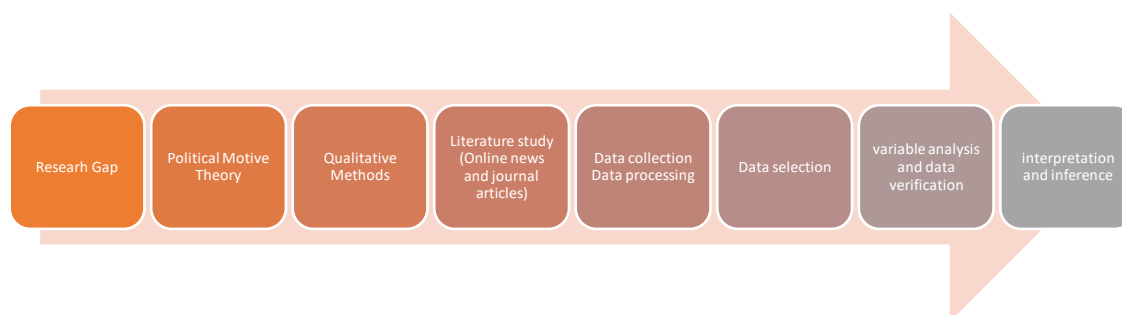 Researh Gap
Political Motive
Theory
Qualitative
Methods
Literature study
(Online news
and journal
articles)
Data collection
Data processing
Data selection
variable analysis
and data
verification
interpretation
and inference